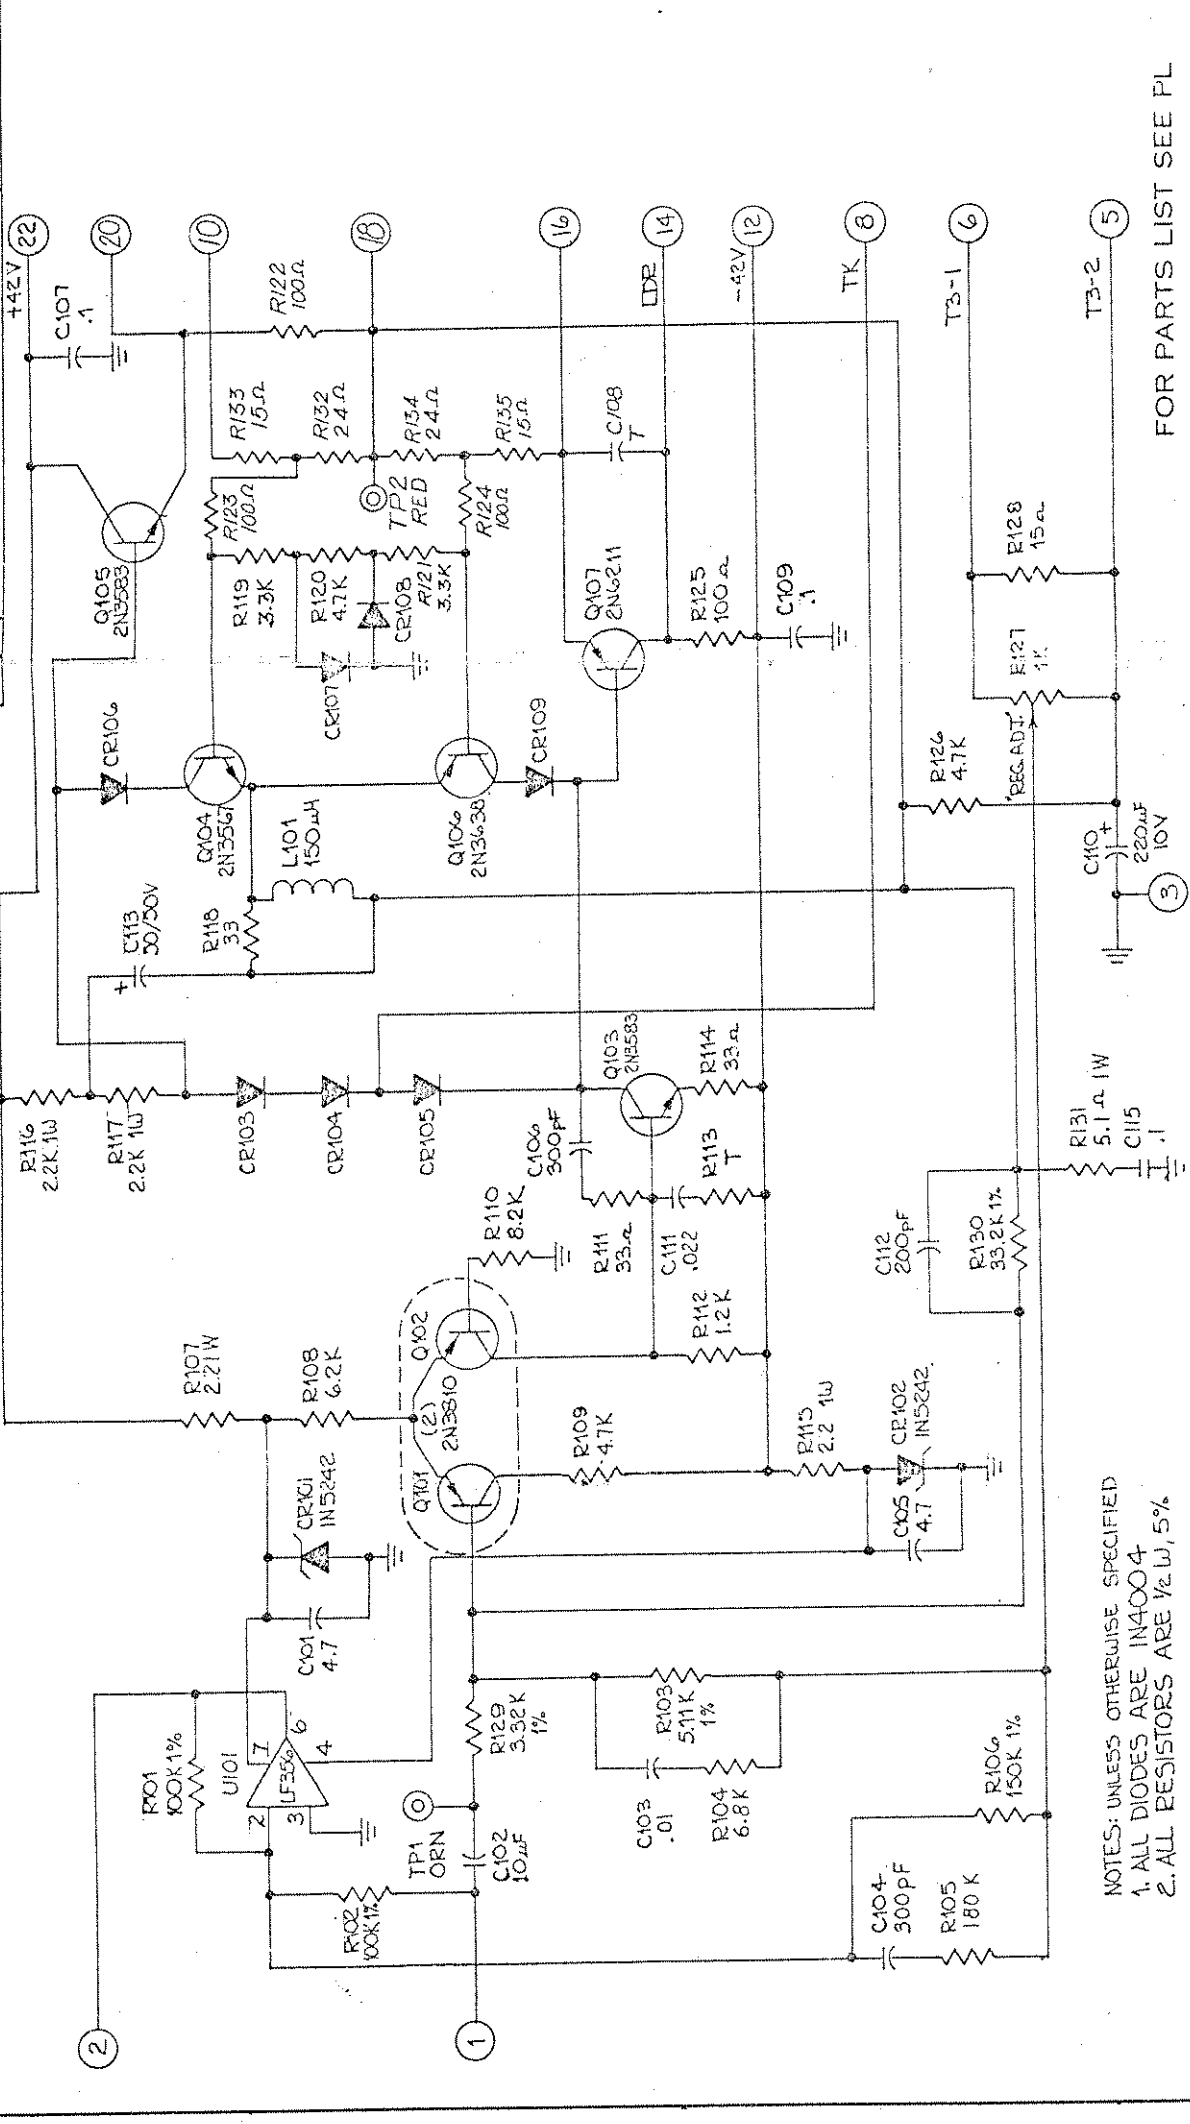 2
1
R101
100K 1%
U101
LF356
2
3
7
6
4
R102
100K 1%
TP1
ORN
C102
10µF
R129
3.32K
1%
C101
4.7
CR101
IN5242
R107
2.21W
R108
6.2K
Q101
(2)
2N3810
Q102
R109
4.7K
R110
8.2K
C103
.01
R104
6.8K
R103
5.11K
1%
C104
300pF
R105
180K
R106
150K 1%
C105
4.7
CR102
IN5242
R115
2.2 1W
R112
1.2K
R111
33Ω
C111
.022
R113
T
C106
300pF
Q103
2N3583
R114
33Ω
C112
200pF
R130
33.2K 1%
R131
5.1Ω 1W
C115
.1
R116
2.2K 1W
R117
2.2K 1W
CR103
CR104
CR105
C113
50/50V
R118
33
L101
150µH
Q104
2N3567
CR106
Q106
2N3638
CR109
Q105
2N3583
R119
3.3K
R120
4.7K
CR107
CR108
R121
3.3K
R123
100Ω
R124
100Ω
TP2
RED
R133
15Ω
R132
24Ω
R134
24Ω
R135
15Ω
R122
100Ω
C107
.1
C108
T
Q107
2N6211
R125
100Ω
C109
.1
R126
4.7K
"REG.ADJ."
R127
1K
R128
15Ω
C110
220µF
10V
+
+
3
+42V
22
20
10
18
16
LDR
14
-42V
12
TK
8
T3-1
6
T3-2
5
NOTES: UNLESS OTHERWISE SPECIFIED
1. ALL DIODES ARE IN4004
2. ALL RESISTORS ARE ½W, 5%
FOR PARTS LIST SEE PL